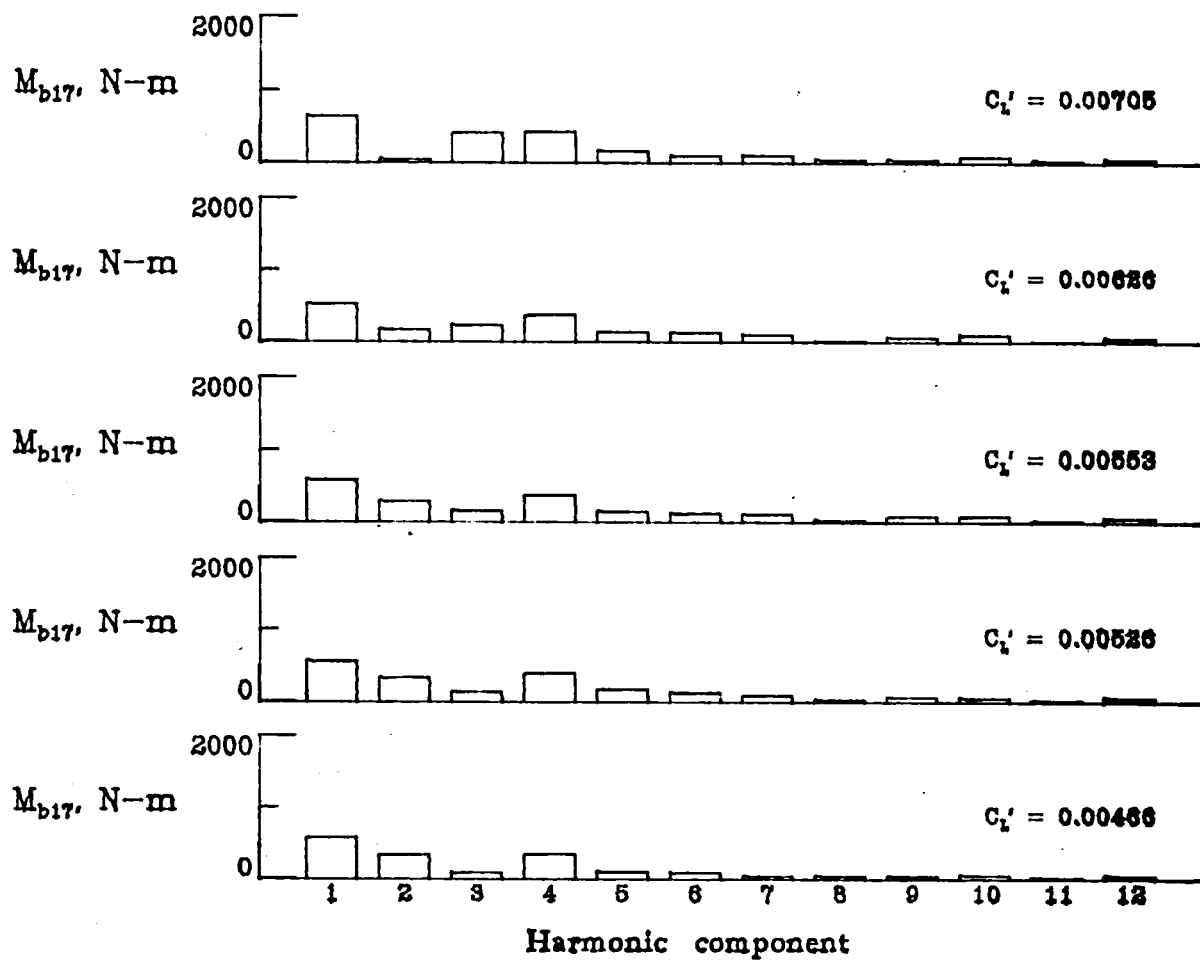 2000
M_b17, N-m
C_L' = 0.00705
0
2000
M_b17, N-m
C_L' = 0.00626
0
2000
M_b17, N-m
C_L' = 0.00553
0
2000
M_b17, N-m
C_L' = 0.00526
0
2000
M_b17, N-m
C_L' = 0.00466
0
1 2 3 4 5 6 7 8 9 10 11 12
Harmonic component